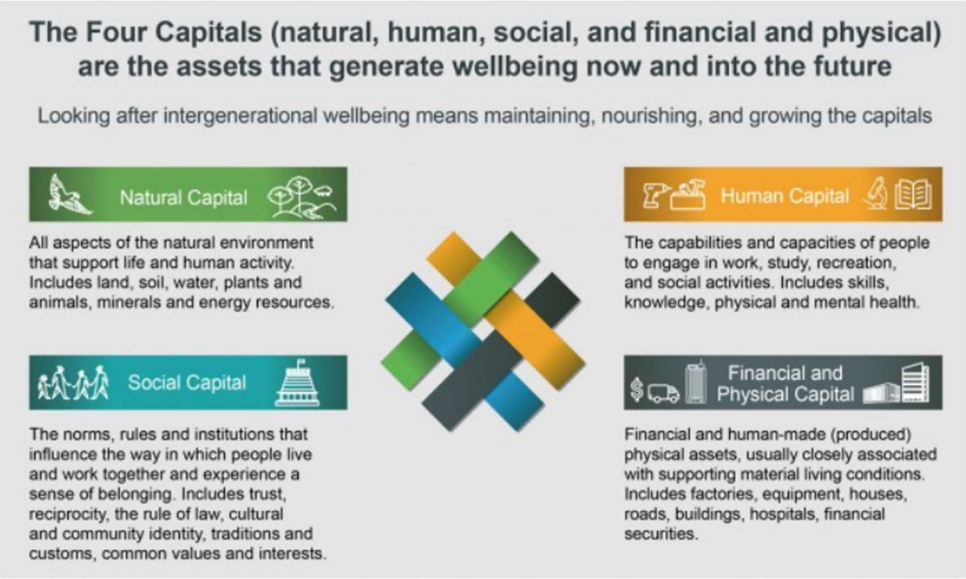 The Four Capitals (natural, human, social, and financial and physical)
are the assets that generate wellbeing now and into the future
Looking after intergenerational wellbeing means maintaining, nourishing, and growing the capitals
Natural Capital
All aspects of the natural environment
that support life and human activity.
Includes land, soil, water, plants and
animals, minerals and energy resources.
Human Capital
The capabilities and capacities of people
to engage in work, study, recreation,
and social activities. Includes skills,
knowledge, physical and mental health.
Social Capital
The norms, rules and institutions that
influence the way in which people live
and work together and experience a
sense of belonging. Includes trust,
reciprocity, the rule of law, cultural
and community identity, traditions and
customs, common values and interests.
$
Financial and
Physical Capital
Financial and human-made (produced)
physical assets, usually closely associated
with supporting material living conditions.
Includes factories, equipment, houses,
roads, buildings, hospitals, financial
securities.